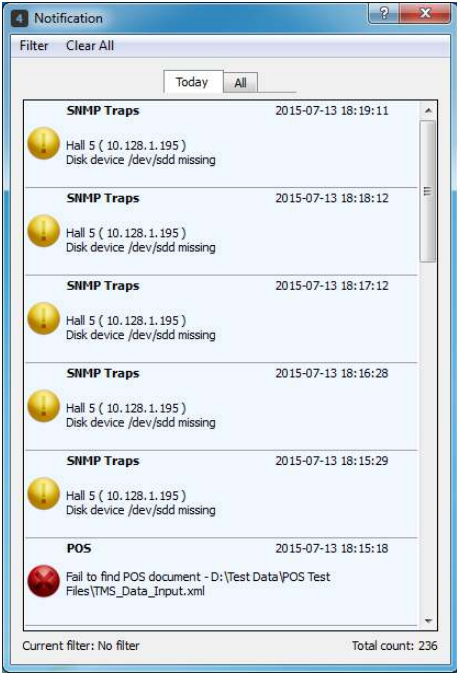 4 Notification
Filter Clear All
Today All
SNMP Traps 2015-07-13 18:19:11
Hall 5 ( 10.128.1.195 )
Disk device /dev/sdd missing
SNMP Traps 2015-07-13 18:18:12
Hall 5 ( 10.128.1.195 )
Disk device /dev/sdd missing
SNMP Traps 2015-07-13 18:17:12
Hall 5 ( 10.128.1.195 )
Disk device /dev/sdd missing
SNMP Traps 2015-07-13 18:16:28
Hall 5 ( 10.128.1.195 )
Disk device /dev/sdd missing
SNMP Traps 2015-07-13 18:15:29
Hall 5 ( 10.128.1.195 )
Disk device /dev/sdd missing
POS 2015-07-13 18:15:18
Fail to find POS document - D:\Test Data\POS Test
Files\TMS_Data_Input.xml
Current filter: No filter Total count: 236